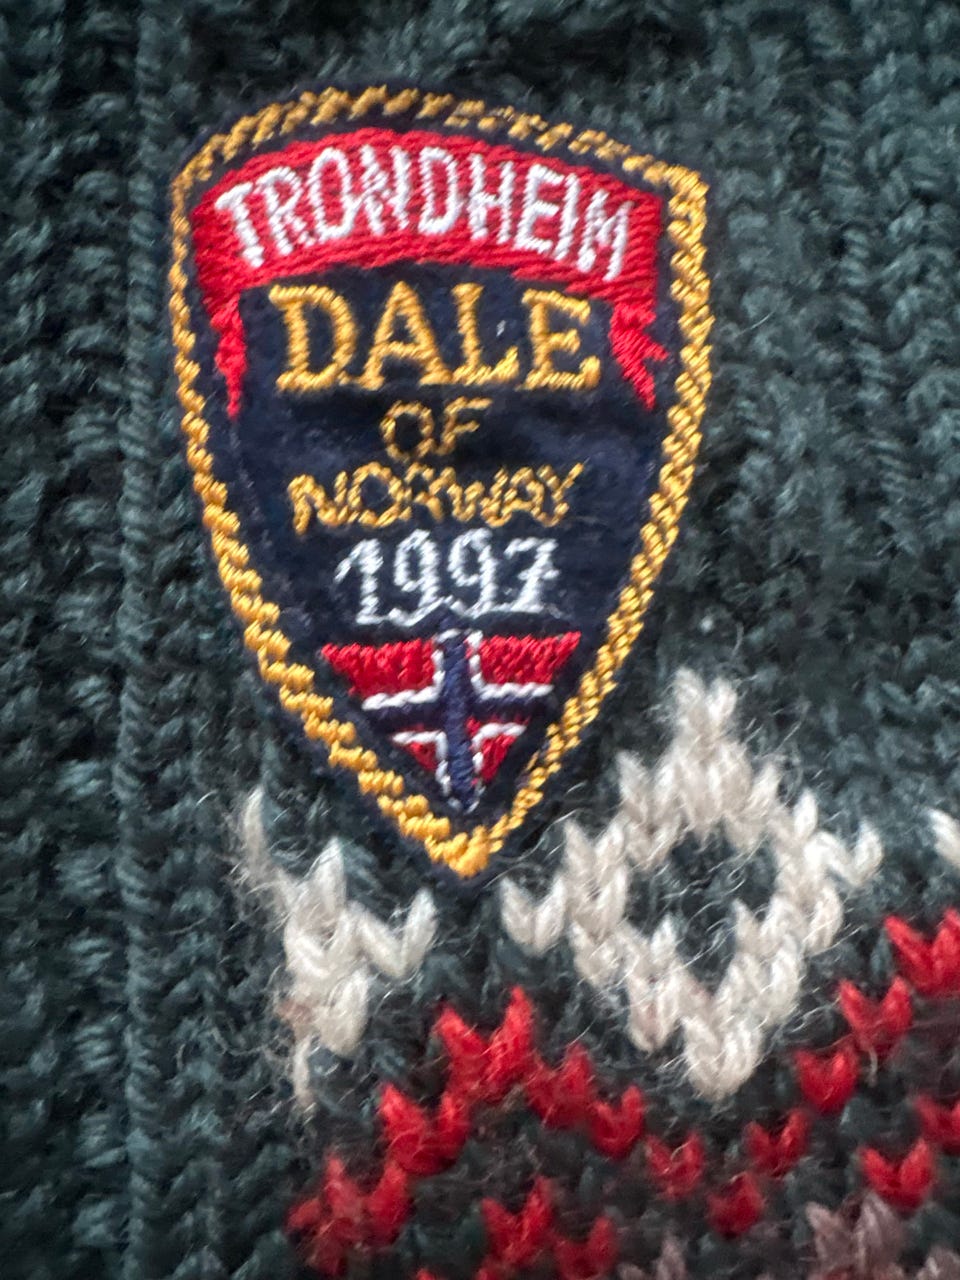 TRONDHEIM
DALE
OF
NORWAY
1997